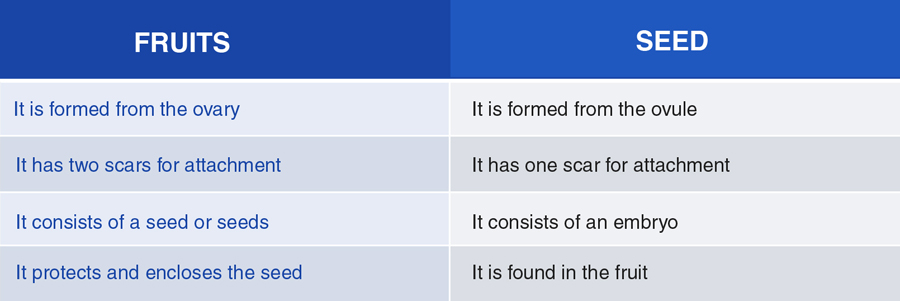 FRUITS
SEED
It is formed from the ovary
It is formed from the ovule
It has two scars for attachment
It has one scar for attachment
It consists of a seed or seeds
It consists of an embryo
It protects and encloses the seed
It is found in the fruit